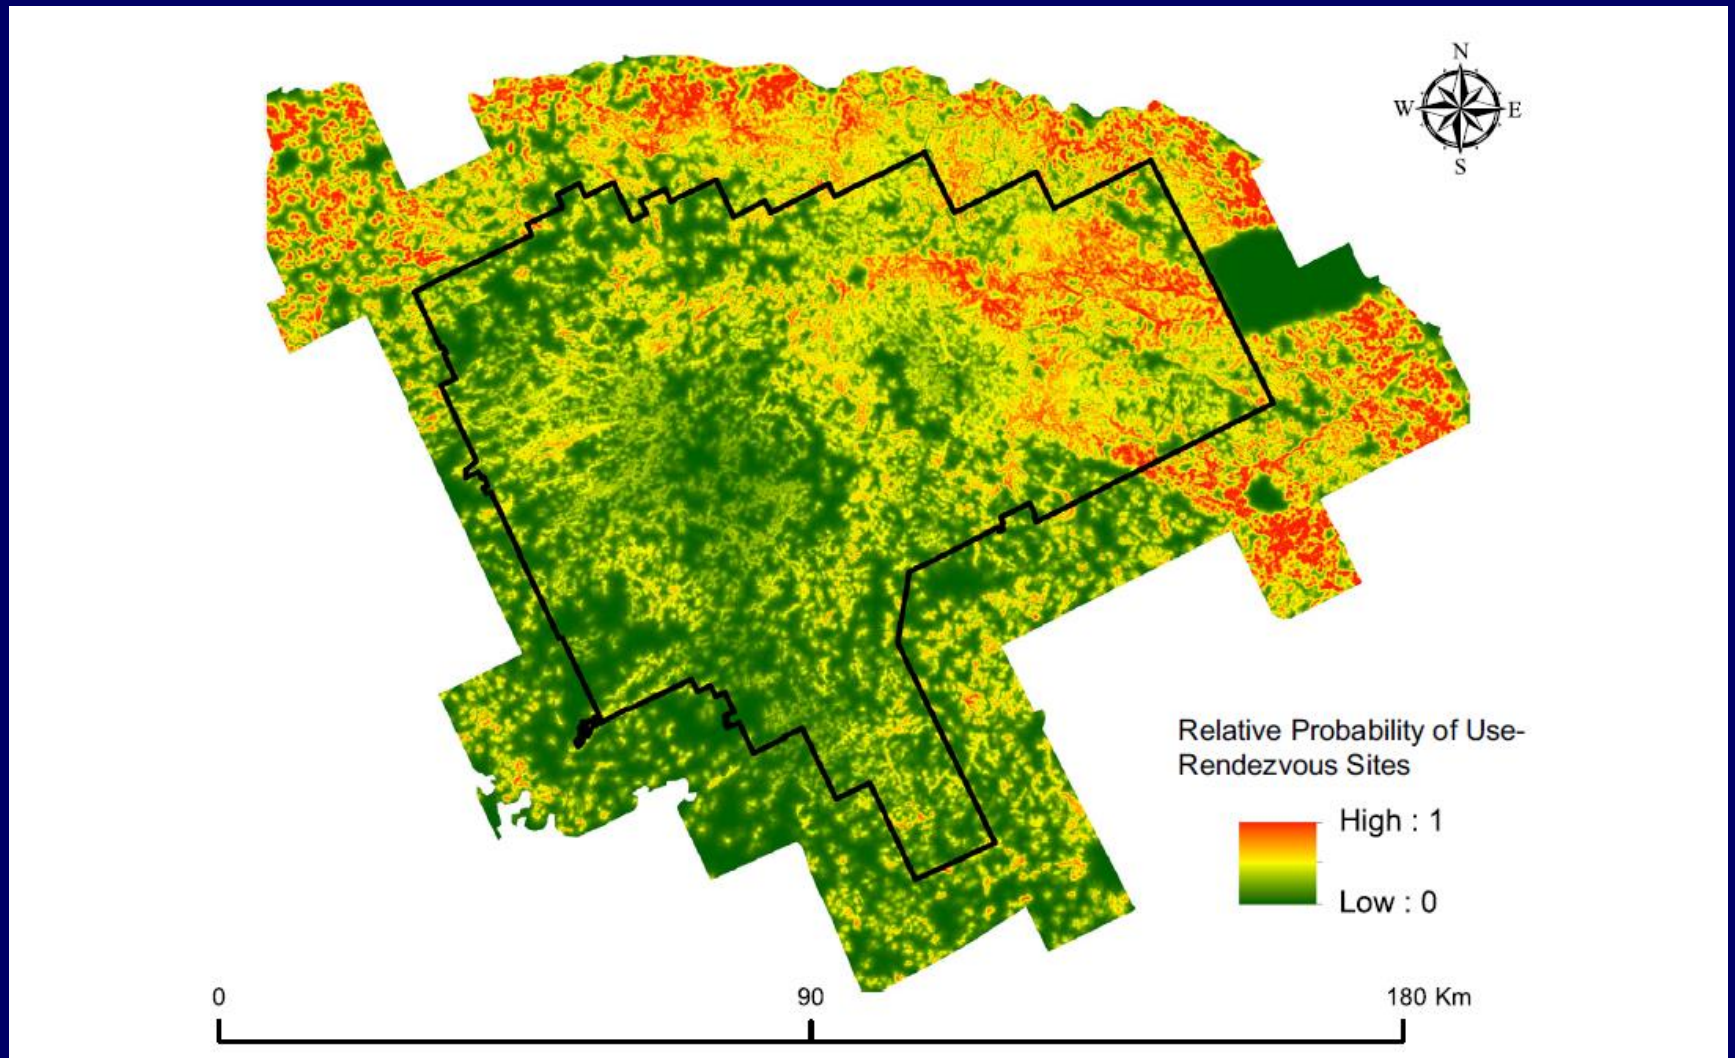 N
W E
S
Relative Probability of Use-
Rendezvous Sites
High : 1
Low : 0
0 90 180 Km